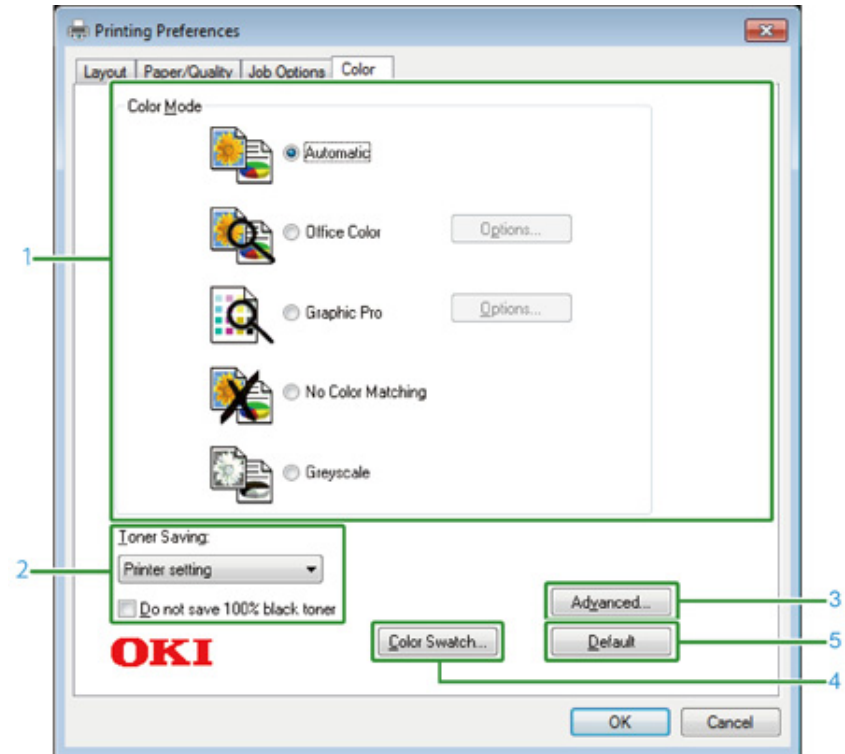 Printing Preferences
Layout Paper/Quality Job Options Color
Color Mode
Automatic
1
Office Color Options...
Graphic Pro Options...
No Color Matching
Greyscale
Toner Saving:
2
Printer setting
Do not save 100% black toner
Advanced... 3
OKI Color Swatch... Default 5
4
OK Cancel